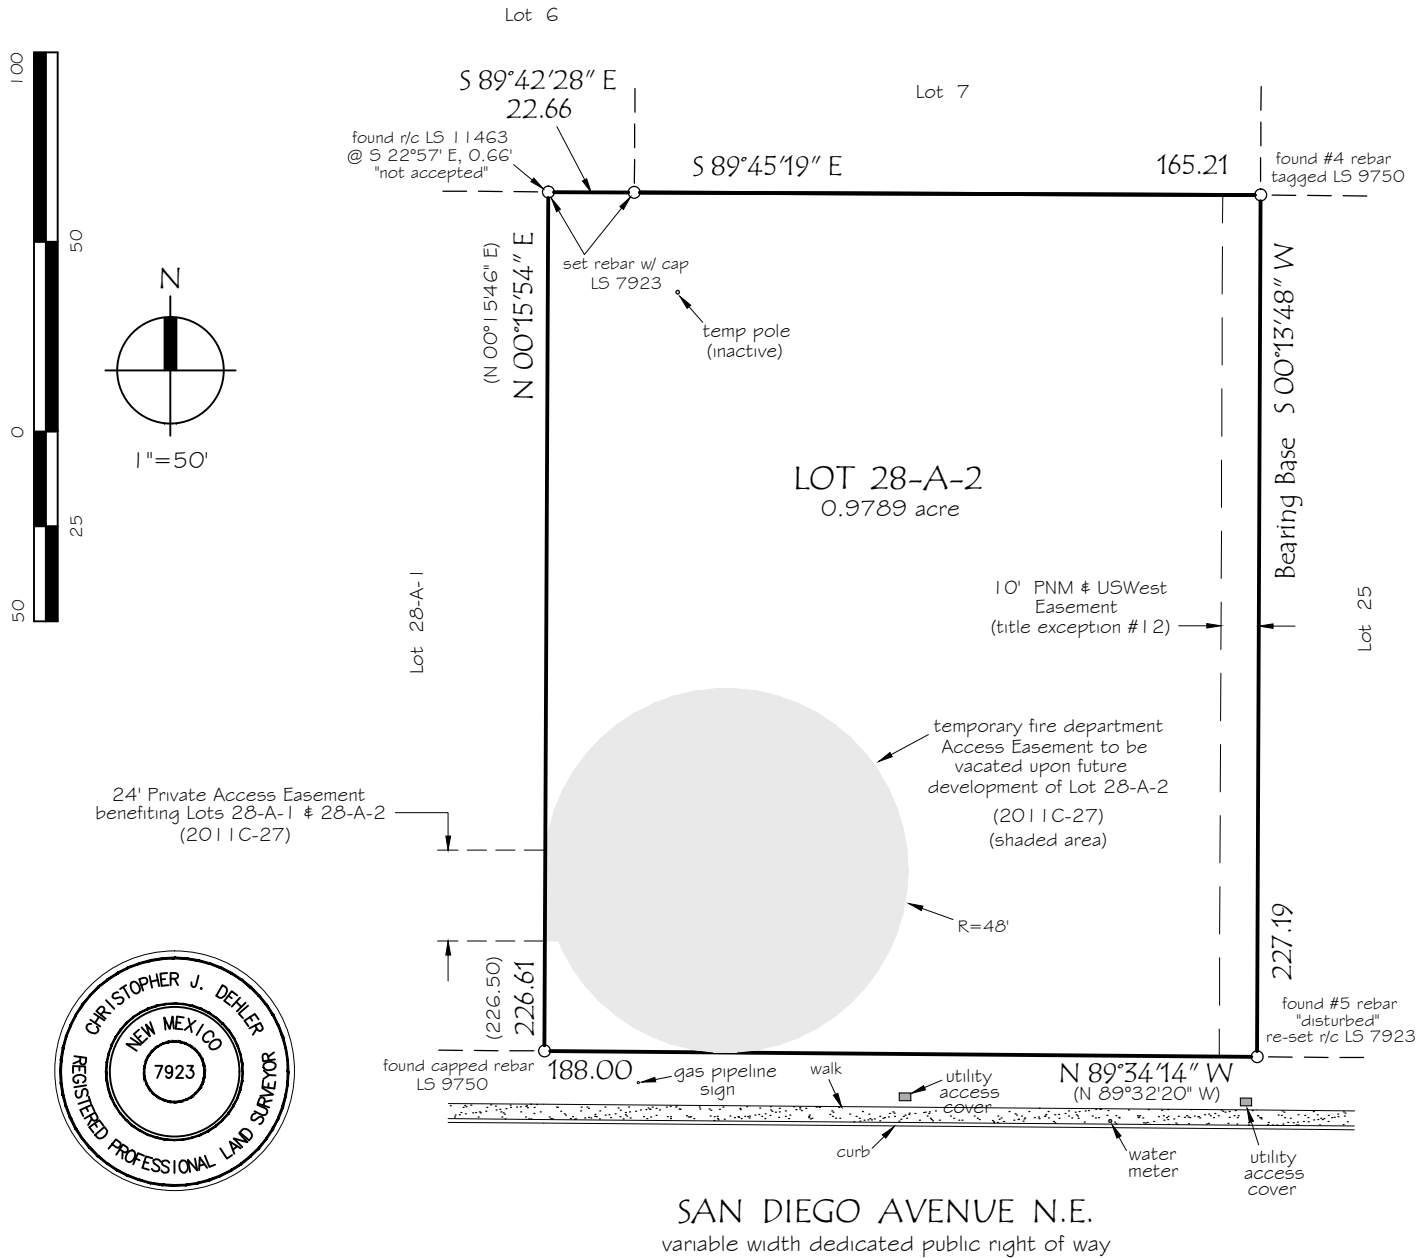 Lot 6
S 89°42'28" E
22.66
Lot 7
found r/c LS 11463
@ S 22°57' E, 0.66'
"not accepted"
S 89°45'19" E
165.21
found #4 rebar
tagged LS 9750
100
50
0
25
50
N
1"=50'
(N 00°15'46" E)
N 00°15'54" E
set rebar w/ cap
LS 7923
temp pole
(inactive)
Bearing Base S 00°13'48" W
LOT 28-A-2
0.9789 acre
10' PNM & USWest
Easement
(title exception #12)
Lot 28-A-1
Lot 25
temporary fire department
Access Easement to be
vacated upon future
development of Lot 28-A-2
(2011C-27)
(shaded area)
24' Private Access Easement
benefiting Lots 28-A-1 & 28-A-2
(2011C-27)
R=48'
227.19
(226.50)
226.61
CHRISTOPHER J. DEHLER
NEW MEXICO
7923
REGISTERED PROFESSIONAL LAND SURVEYOR
found #5 rebar
"disturbed"
re-set r/c LS 7923
found capped rebar
LS 9750
188.00
gas pipeline
sign
walk
utility
access
cover
N 89°34'14" W
(N 89°32'20" W)
curb
water
meter
utility
access
cover
SAN DIEGO AVENUE N.E.
variable width dedicated public right of way